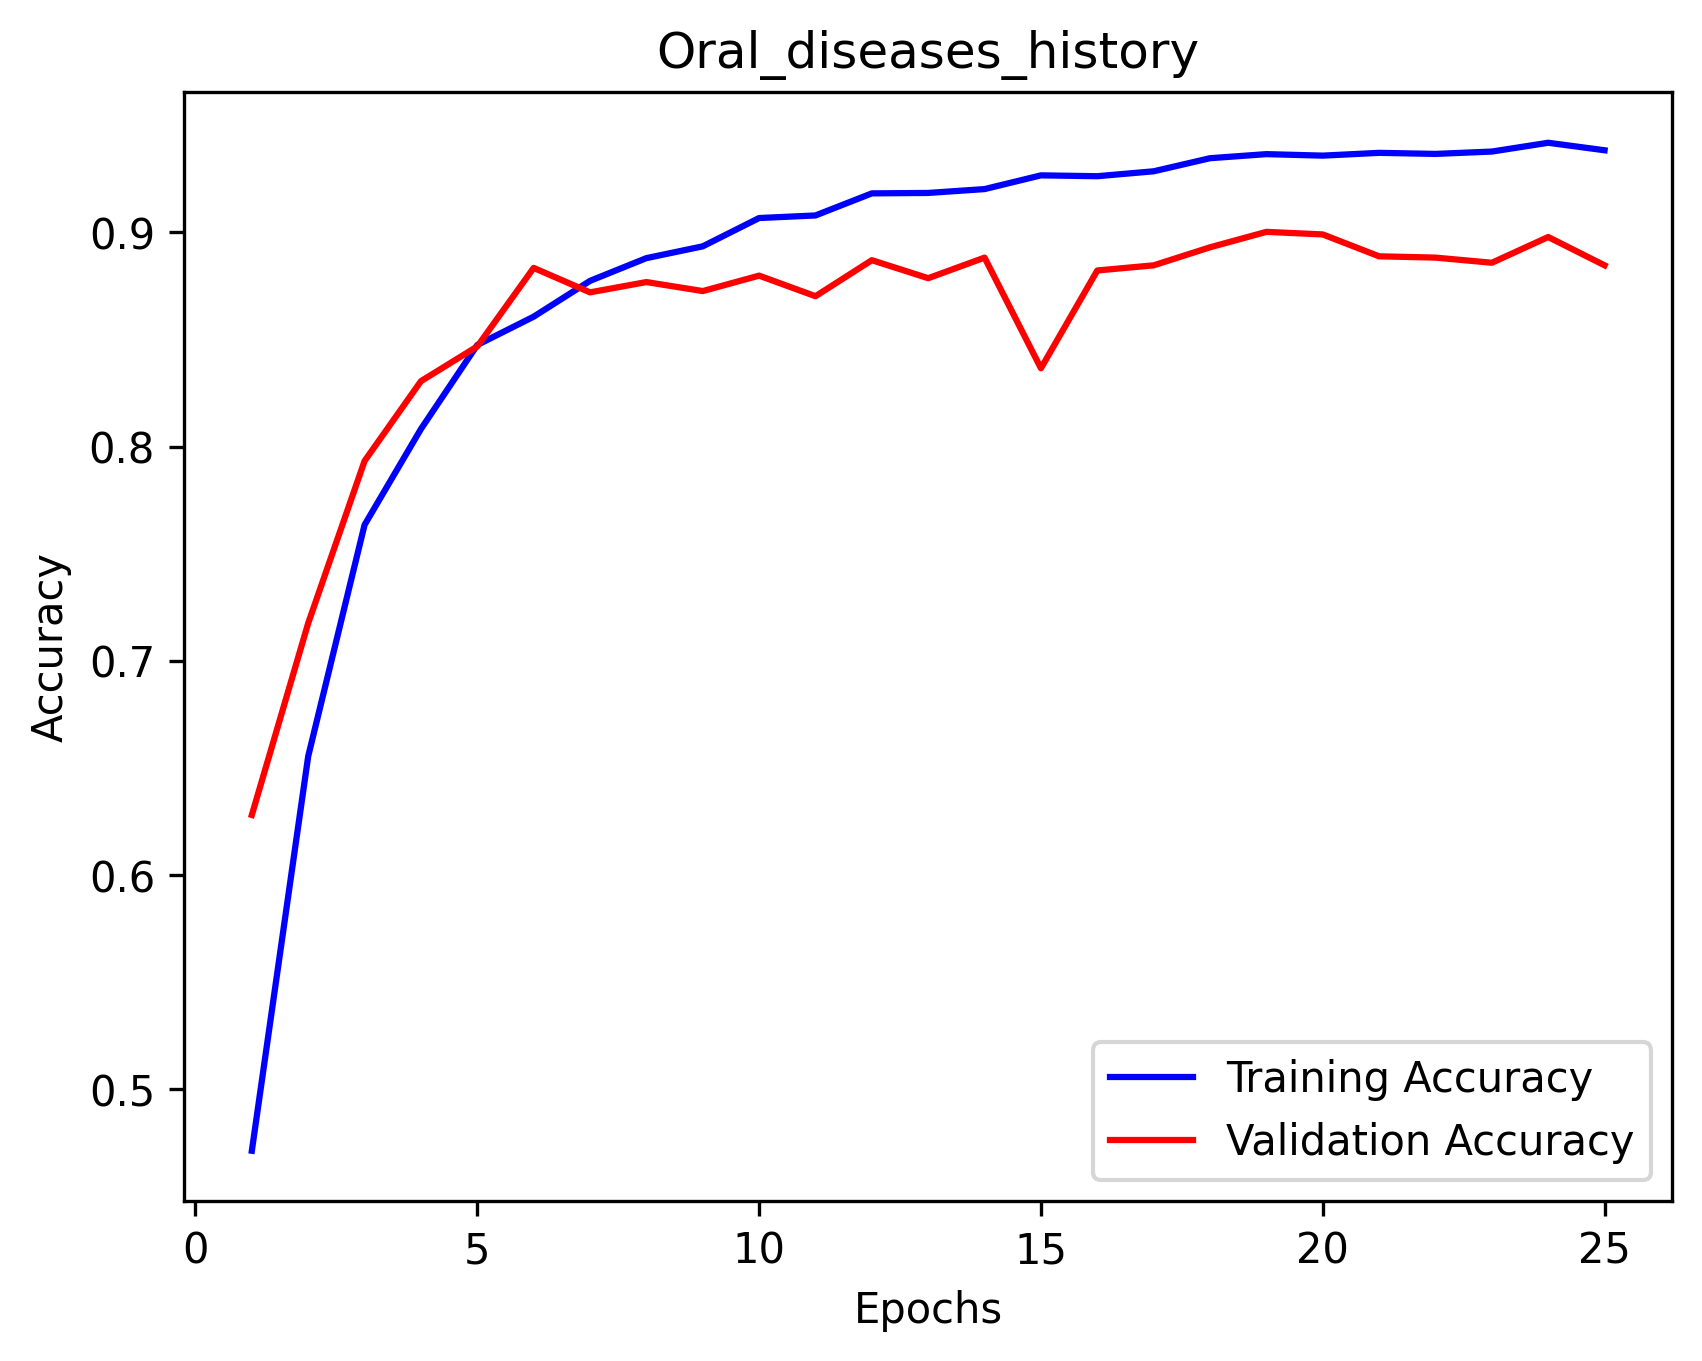 Oral_diseases_history
Accuracy
0.9
0.8
0.7
0.6
0.5
Training Accuracy
Validation Accuracy
0 5 10 15 20 25
Epochs